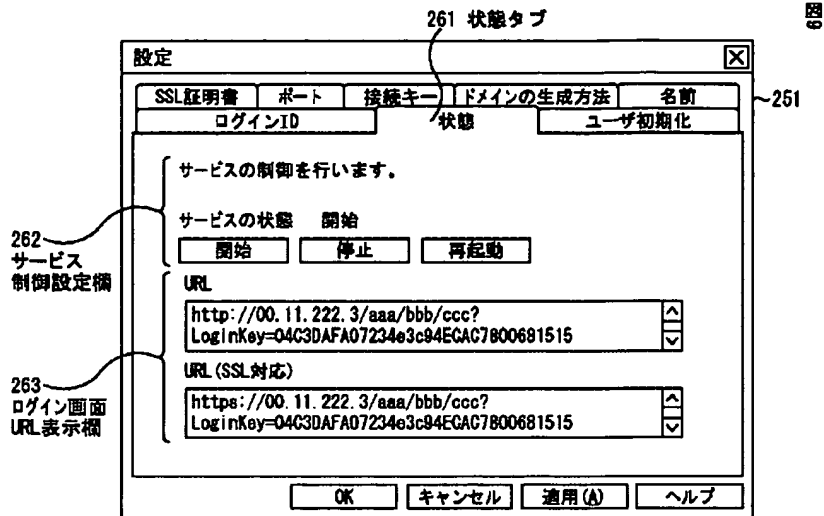 図9
261 状態タブ
設定
SSL証明書 ポート 接続キー ドメインの生成方法 名前
251
ログインID 状態 ユーザ初期化
サービスの制御を行います。
サービスの状態 開始
開始 停止 再起動
262
サービス
制御設定欄
URL
http://00.11.222.3/aaa/bbb/ccc?
LoginKey=04C3DAFA07234e3c94ECAC7800681515
URL(SSL対応)
https://00.11.222.3/aaa/bbb/ccc?
LoginKey=04C3DAFA07234e3c94ECAC7800681515
263
ログイン画面
URL表示欄
OK キャンセル 適用(A) ヘルプ